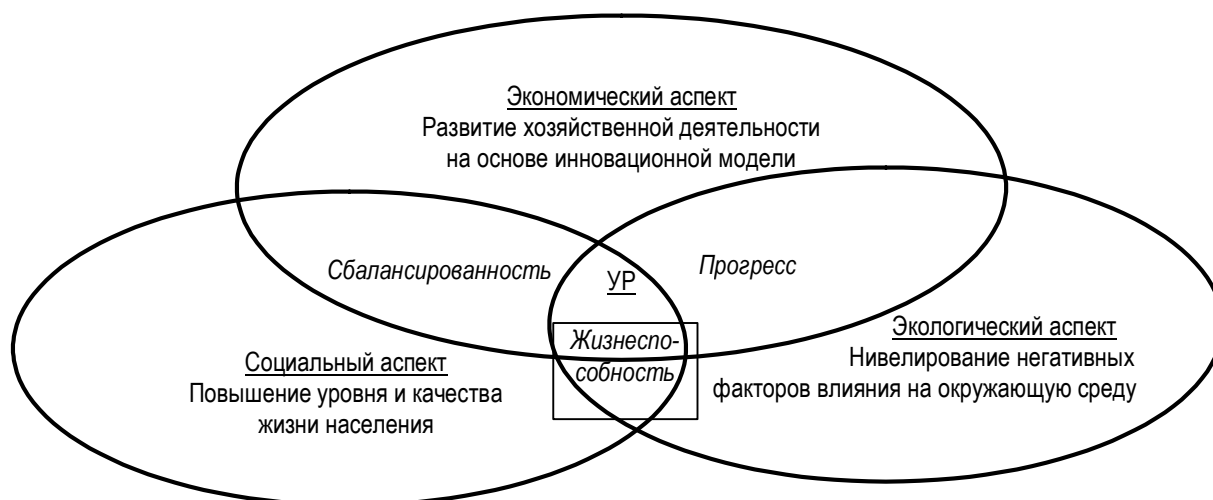 Экономический аспект
Развитие хозяйственной деятельности
на основе инновационной модели
Сбалансированность
УР
Прогресс
Жизнеспо-
собность
Социальный аспект
Повышение уровня и качества
жизни населения
Экологический аспект
Нивелирование негативных
факторов влияния на окружающую среду